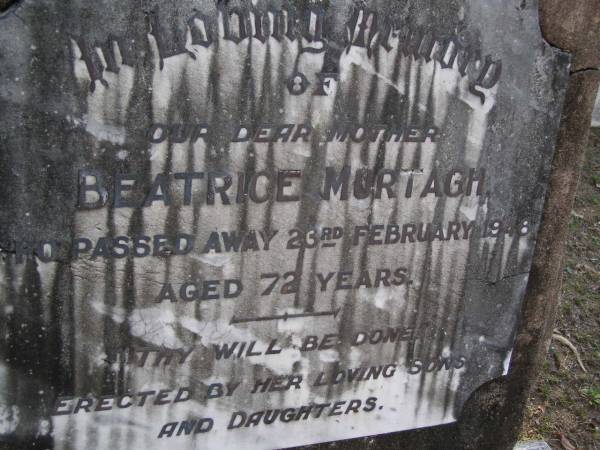 In Loving Memory
OF
OUR DEAR MOTHER
BEATRICE MURTAGH,
HO PASSED AWAY 23RD FEBRUARY 1948
AGED 72 YEARS.
"THY WILL BE DONE."
ERECTED BY HER LOVING SONS
AND DAUGHTERS.